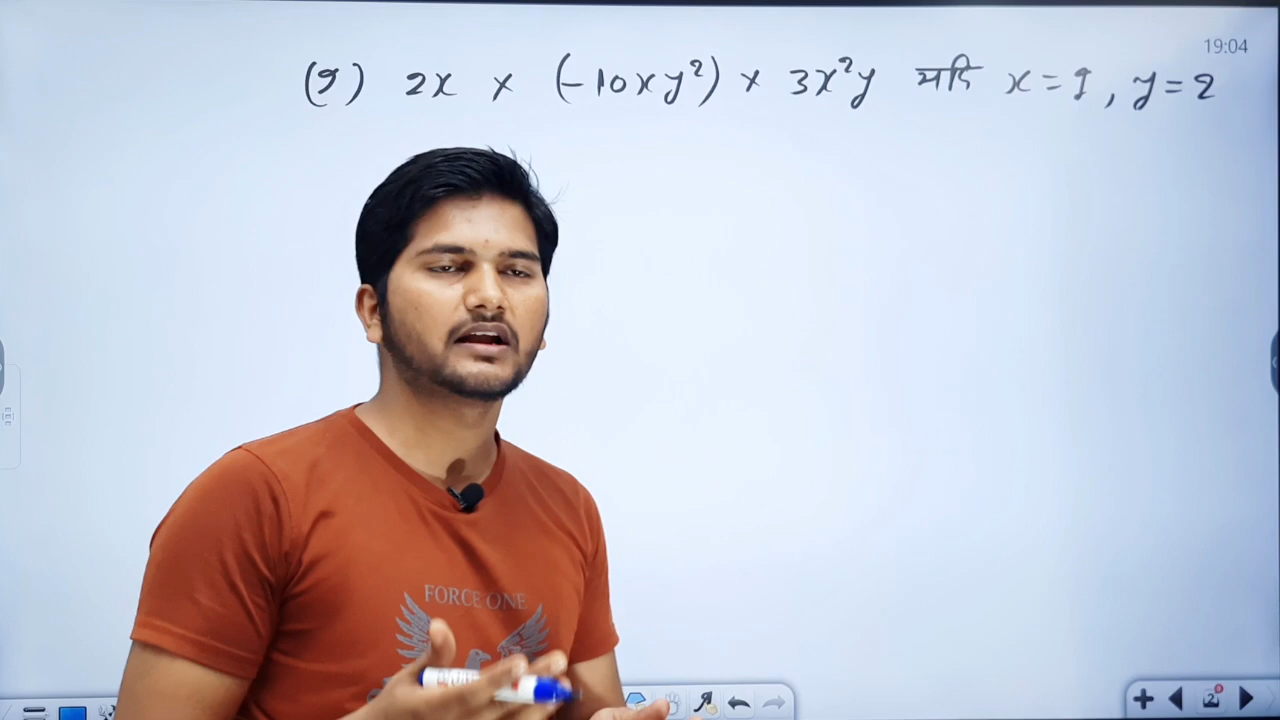 19:04
(9) 2x × (-10xy²) × 3x²y यदि x = 1, y = 2
FORCE ONE